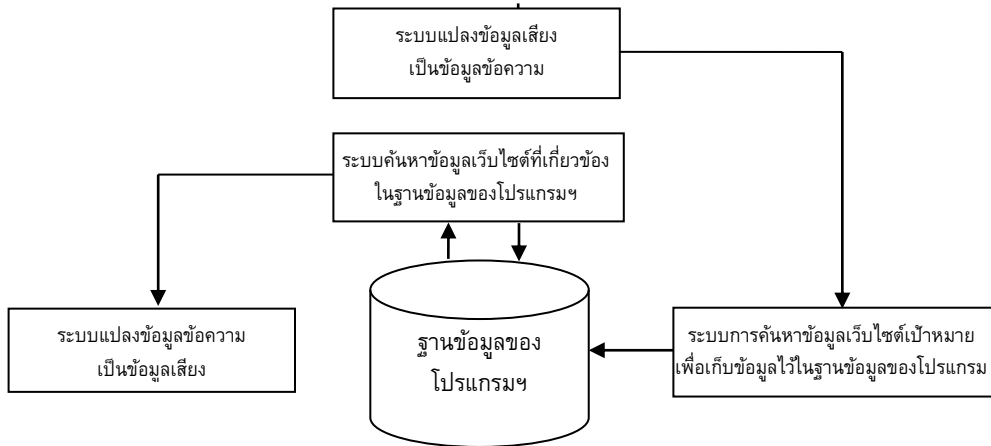 ระบบแปลงข้อมูลเสียง
เป็นข้อมูลข้อความ
ระบบค้นหาข้อมูลเว็บไซต์ที่เกี่ยวข้อง
ในฐานข้อมูลของโปรแกรมฯ
ระบบแปลงข้อมูลข้อความ
เป็นข้อมูลเสียง
ฐานข้อมูลของ
โปรแกรมฯ
ระบบการค้นหาข้อมูลเว็บไซต์เป้าหมาย
เพื่อเก็บข้อมูลไว้ในฐานข้อมูลของโปรแกรม